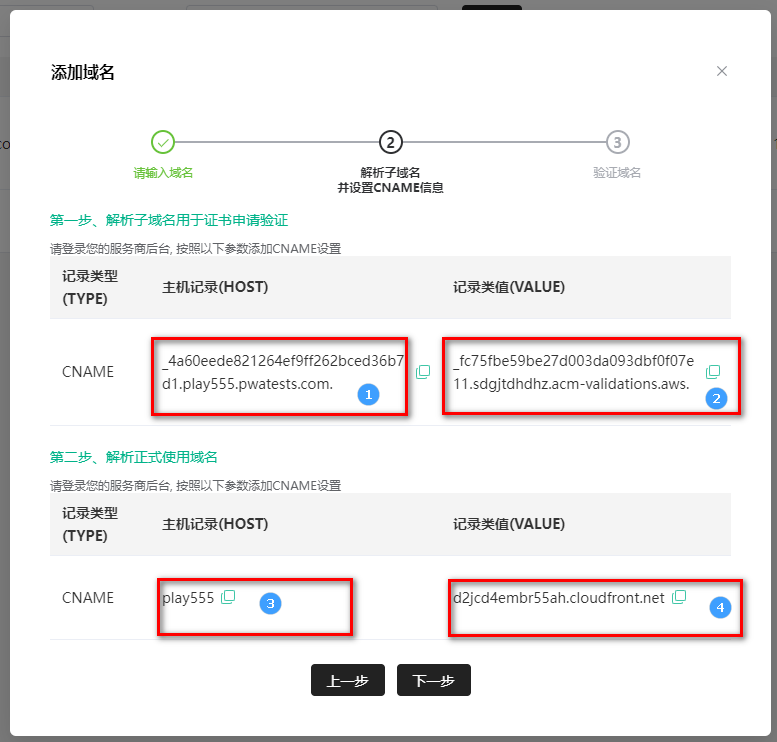 co
添加域名
2
3
请输入域名
解析子域名
并设置CNAME信息
验证域名
第一步、解析子域名用于证书申请验证
请登录您的服务商后台, 按照以下参数添加CNAME设置
记录类型
(TYPE)
主机记录(HOST)
记录类值(VALUE)
CNAME
_4a60eede821264ef9ff262bced36b7
d1.play555.pwatests.com.
1
_fc75fbe59be27d003da093dbf0f07e
11.sdgjtdhdhz.acm-validations.aws.
2
第二步、解析正式使用域名
请登录您的服务商后台, 按照以下参数添加CNAME设置
记录类型
(TYPE)
主机记录(HOST)
记录类值(VALUE)
CNAME
play555
3
d2jcd4embr55ah.cloudfront.net
4
上一步
下一步